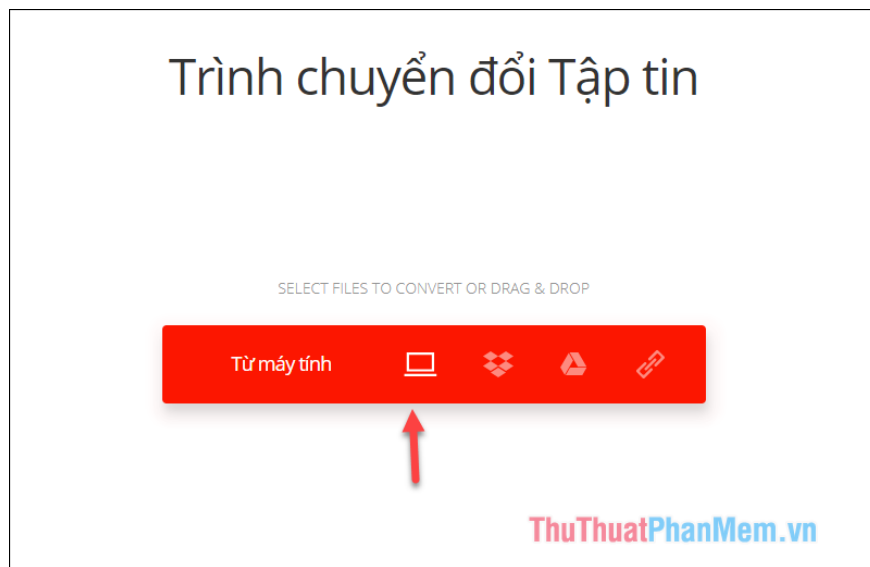 Trình chuyển đổi Tập tin
SELECT FILES TO CONVERT OR DRAG & DROP
Từ máy tính
ThuThuatPhanMem.vn